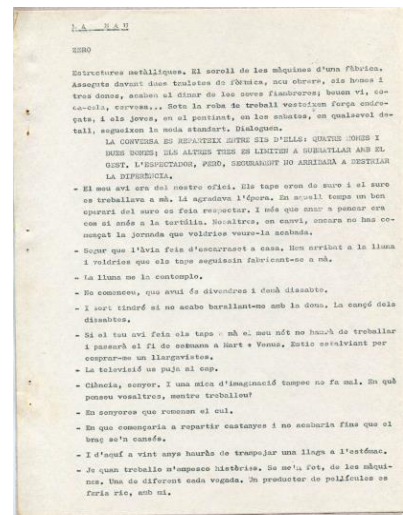 LA NAU
ZERO
Estructures metàl·liques. El soroll de les màquines d'una fàbrica.
Asseguts davant dues tauletes de fòrmica, nou obrers, sis homes i
tres dones, acaben el dinar de les seves fiambreres; beuen vi, co-
ca-cola, cervesa... Sota la roba de treball vesteixen força endre-
çats, i els joves, en el pentinat, en les sabates, en qualsevol de-
tall, segueixen la moda standart. Dialoguen.
LA CONVERSA ES REPARTEIX ENTRE SIS D'ELLS: QUATRE HOMES I
DUES DONES; ELS ALTRES TRES EN LIMITEN A SUBRATLLAR AMB EL
GEST. L'ESPECTADOR, PERO, SEGURAMENT NO ARRIBARÀ A DESTRIAR
LA DIFERÈNCIA.
- El meu avi era del nostre ofici. Els taps eren de suro i el suro
es treballava a mà. Li agradava l'òpera. En aquell temps un bon
operari del suro es feia respectar. I més que anar a pencar era
com si anés a la tertúlia. Nosaltres, en canvi, encara no has co-
mençat la jornada que voldries veure-la acabada.
- Segur que l'àvia feia d'escarrasset a casa. Hem arribat a la lluna
i voldries que els taps seguissin fabricant-se a mà.
- La lluna me la contemplo.
- No comenceu, que avui és divendres i demà dissabte.
- I sort tindré si no acabo barallant-me amb la dona. La cançó dels
dissabtes.
- Si el teu avi feia els taps a mà el meu nét no haurà de treballar
i passarà el fi de setmana a Mart o Venus. Estic estalviant per
comprar-me un llargavistes.
- La televisió us puja al cap.
- Ciència, senyor. I una mica d'imaginació tampoc no fa mal. En què
penseu vosaltres, mentre treballeu?
- En senyores que remenen el cul.
- En que començaria a repartir castanyes i no acabaria fins que el
braç se'n cansés.
- I d'aquí a vint anys hauràs de trampejar una llaga a l'estómac.
- Jo quan treballo m'empesco històries. Se me'n fot, de les màqui-
nes. Una de diferent cada vegada. Un productor de pel·lícules es
feria ric, amb mi.